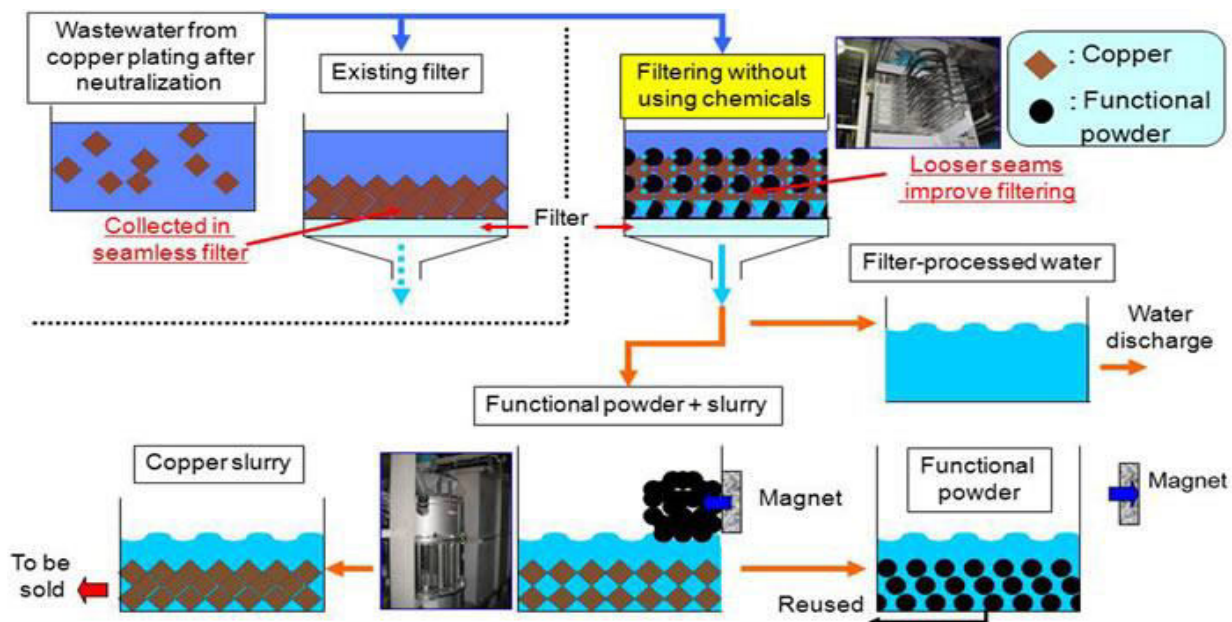 Wastewater from
copper plating after
neutralization
Existing filter
Filtering without
using chemicals
: Copper
: Functional
powder
Looser seams
improve filtering
Collected in
seamless filter
Filter
Filter-processed water
Water
discharge
Functional powder + slurry
Copper slurry
Magnet
Functional
powder
Magnet
To be
sold
Reused